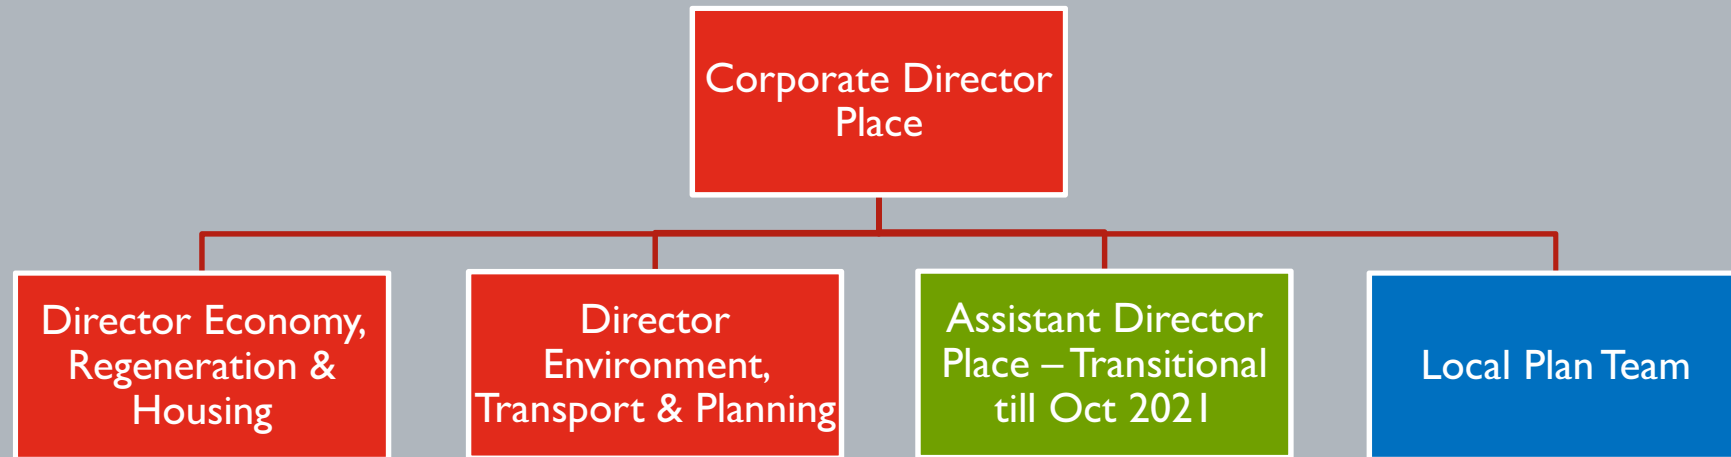 Corporate Director
Place
Director Economy,
Regeneration &
Housing
Director
Environment,
Transport & Planning
Assistant Director
Place – Transitional
till Oct 2021
Local Plan Team